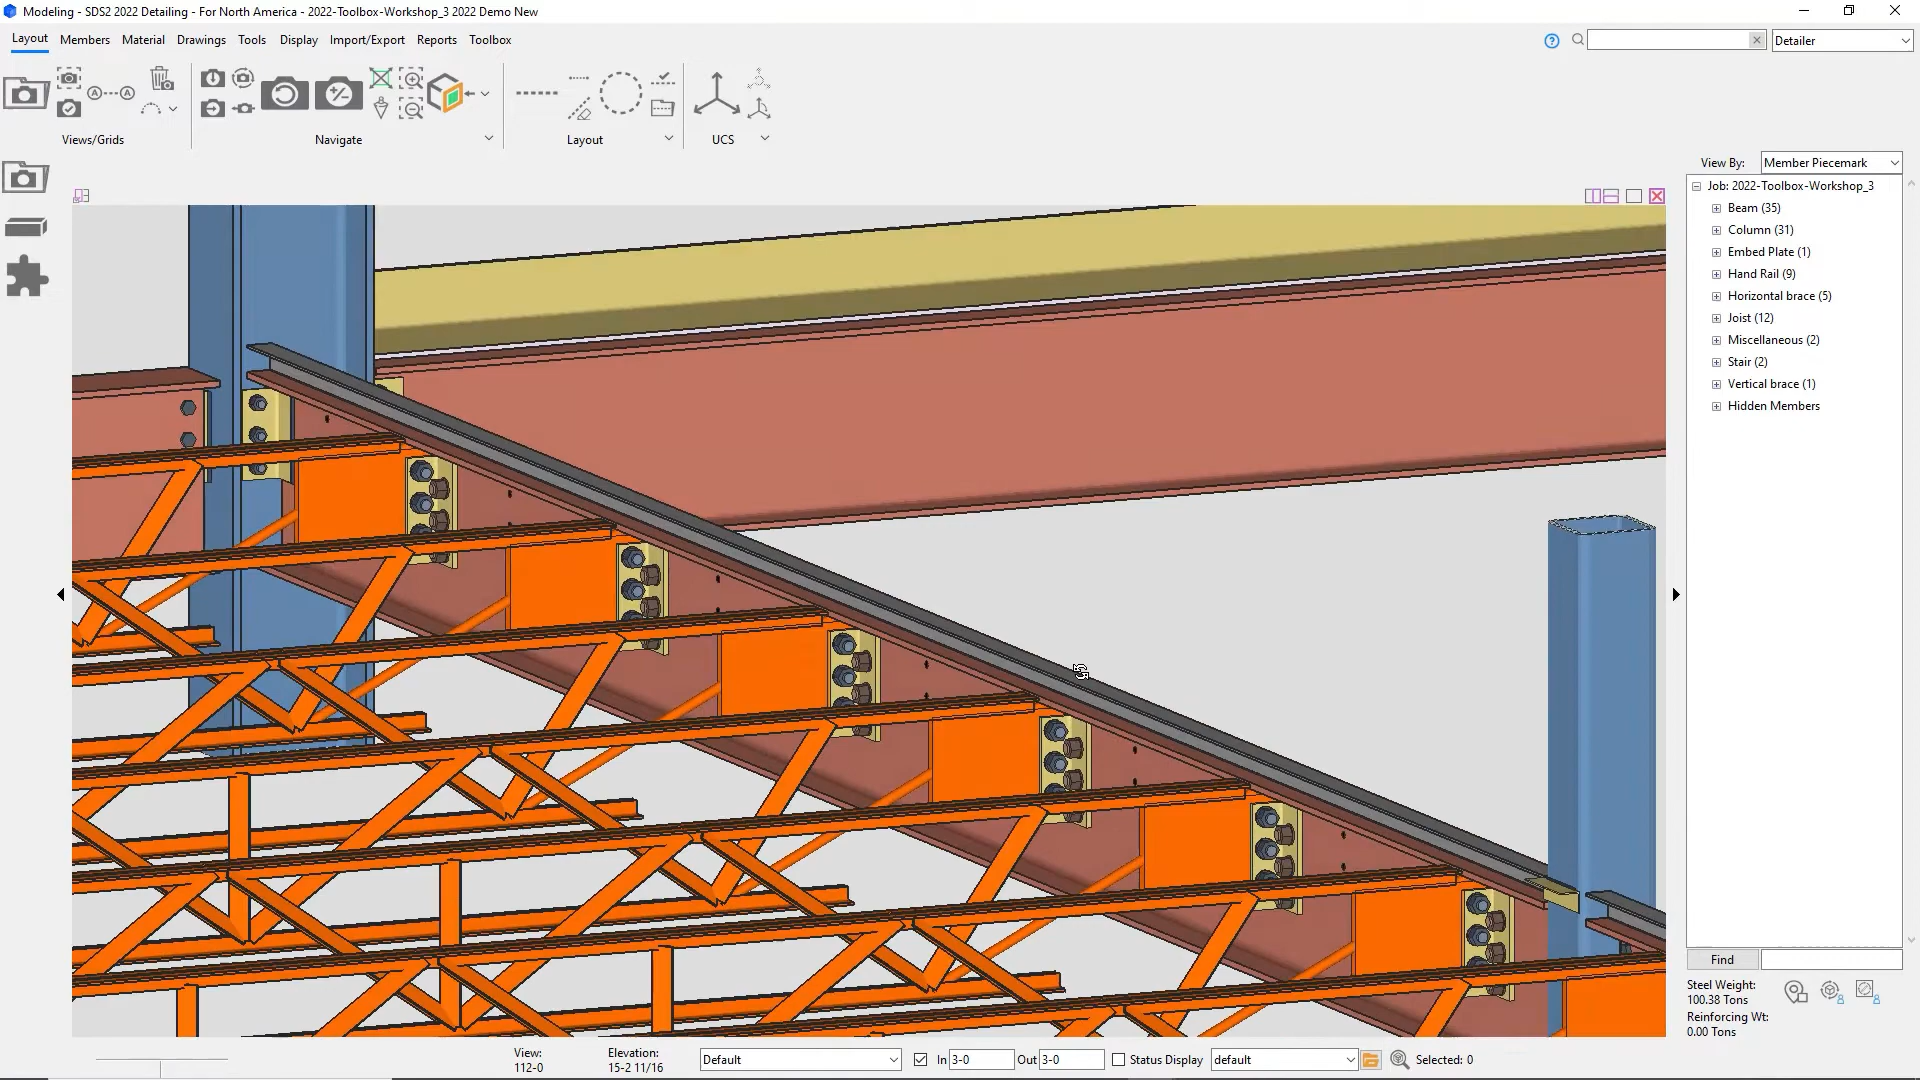 Modeling - SDS2 2022 Detailing - For North America - 2022-Toolbox-Workshop_3 2022 Demo New
Layout Members Material Drawings Tools Display Import/Export Reports Toolbox
Detailer
Views/Grids Navigate Layout UCS
View By: Member Piecemark
Job: 2022-Toolbox-Workshop_3
Beam (35)
Column (31)
Embed Plate (1)
Hand Rail (9)
Horizontal brace (5)
Joist (12)
Miscellaneous (2)
Stair (2)
Vertical brace (1)
Hidden Members
Find
Steel Weight:
100.38 Tons
Reinforcing Wt:
0.00 Tons
View:
112-0
Elevation:
15-2 11/16
Default
In 3-0 Out 3-0 Status Display default Selected: 0